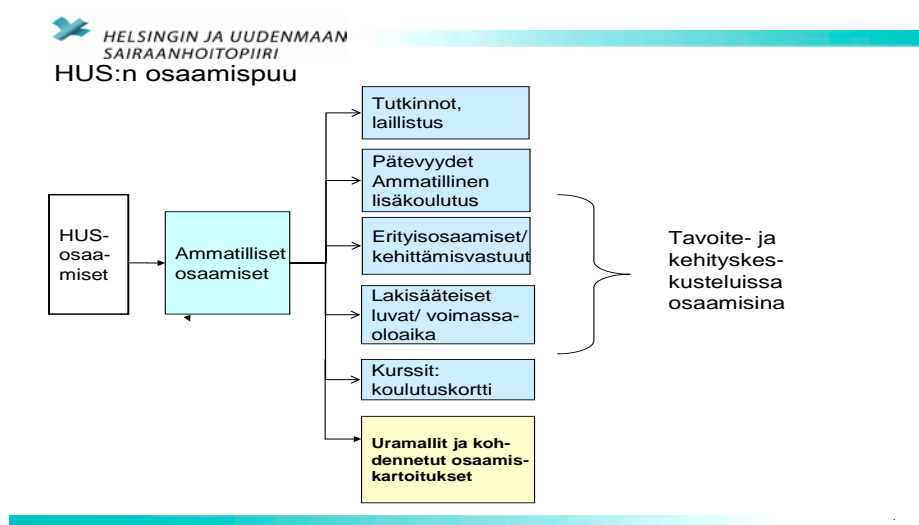 HELSINGIN JA UUDENMAAN
SAIRAANHOITOPIIRI
HUS:n osaamispuu
HUS-
osaa-
miset
Ammatilliset
osaamiset
Tutkinnot,
laillistus
Pätevyydet
Ammatillinen
lisäkoulutus
Erityisosaamiset/
kehittämisvastuut
Lakisääteiset
luvat/ voimassa-
oloaika
Kurssit:
koulutuskortti
Uramallit ja koh-
dennetut osaamis-
kartoitukset
Tavoite- ja
kehityskes-
kusteluissa
osaamisina